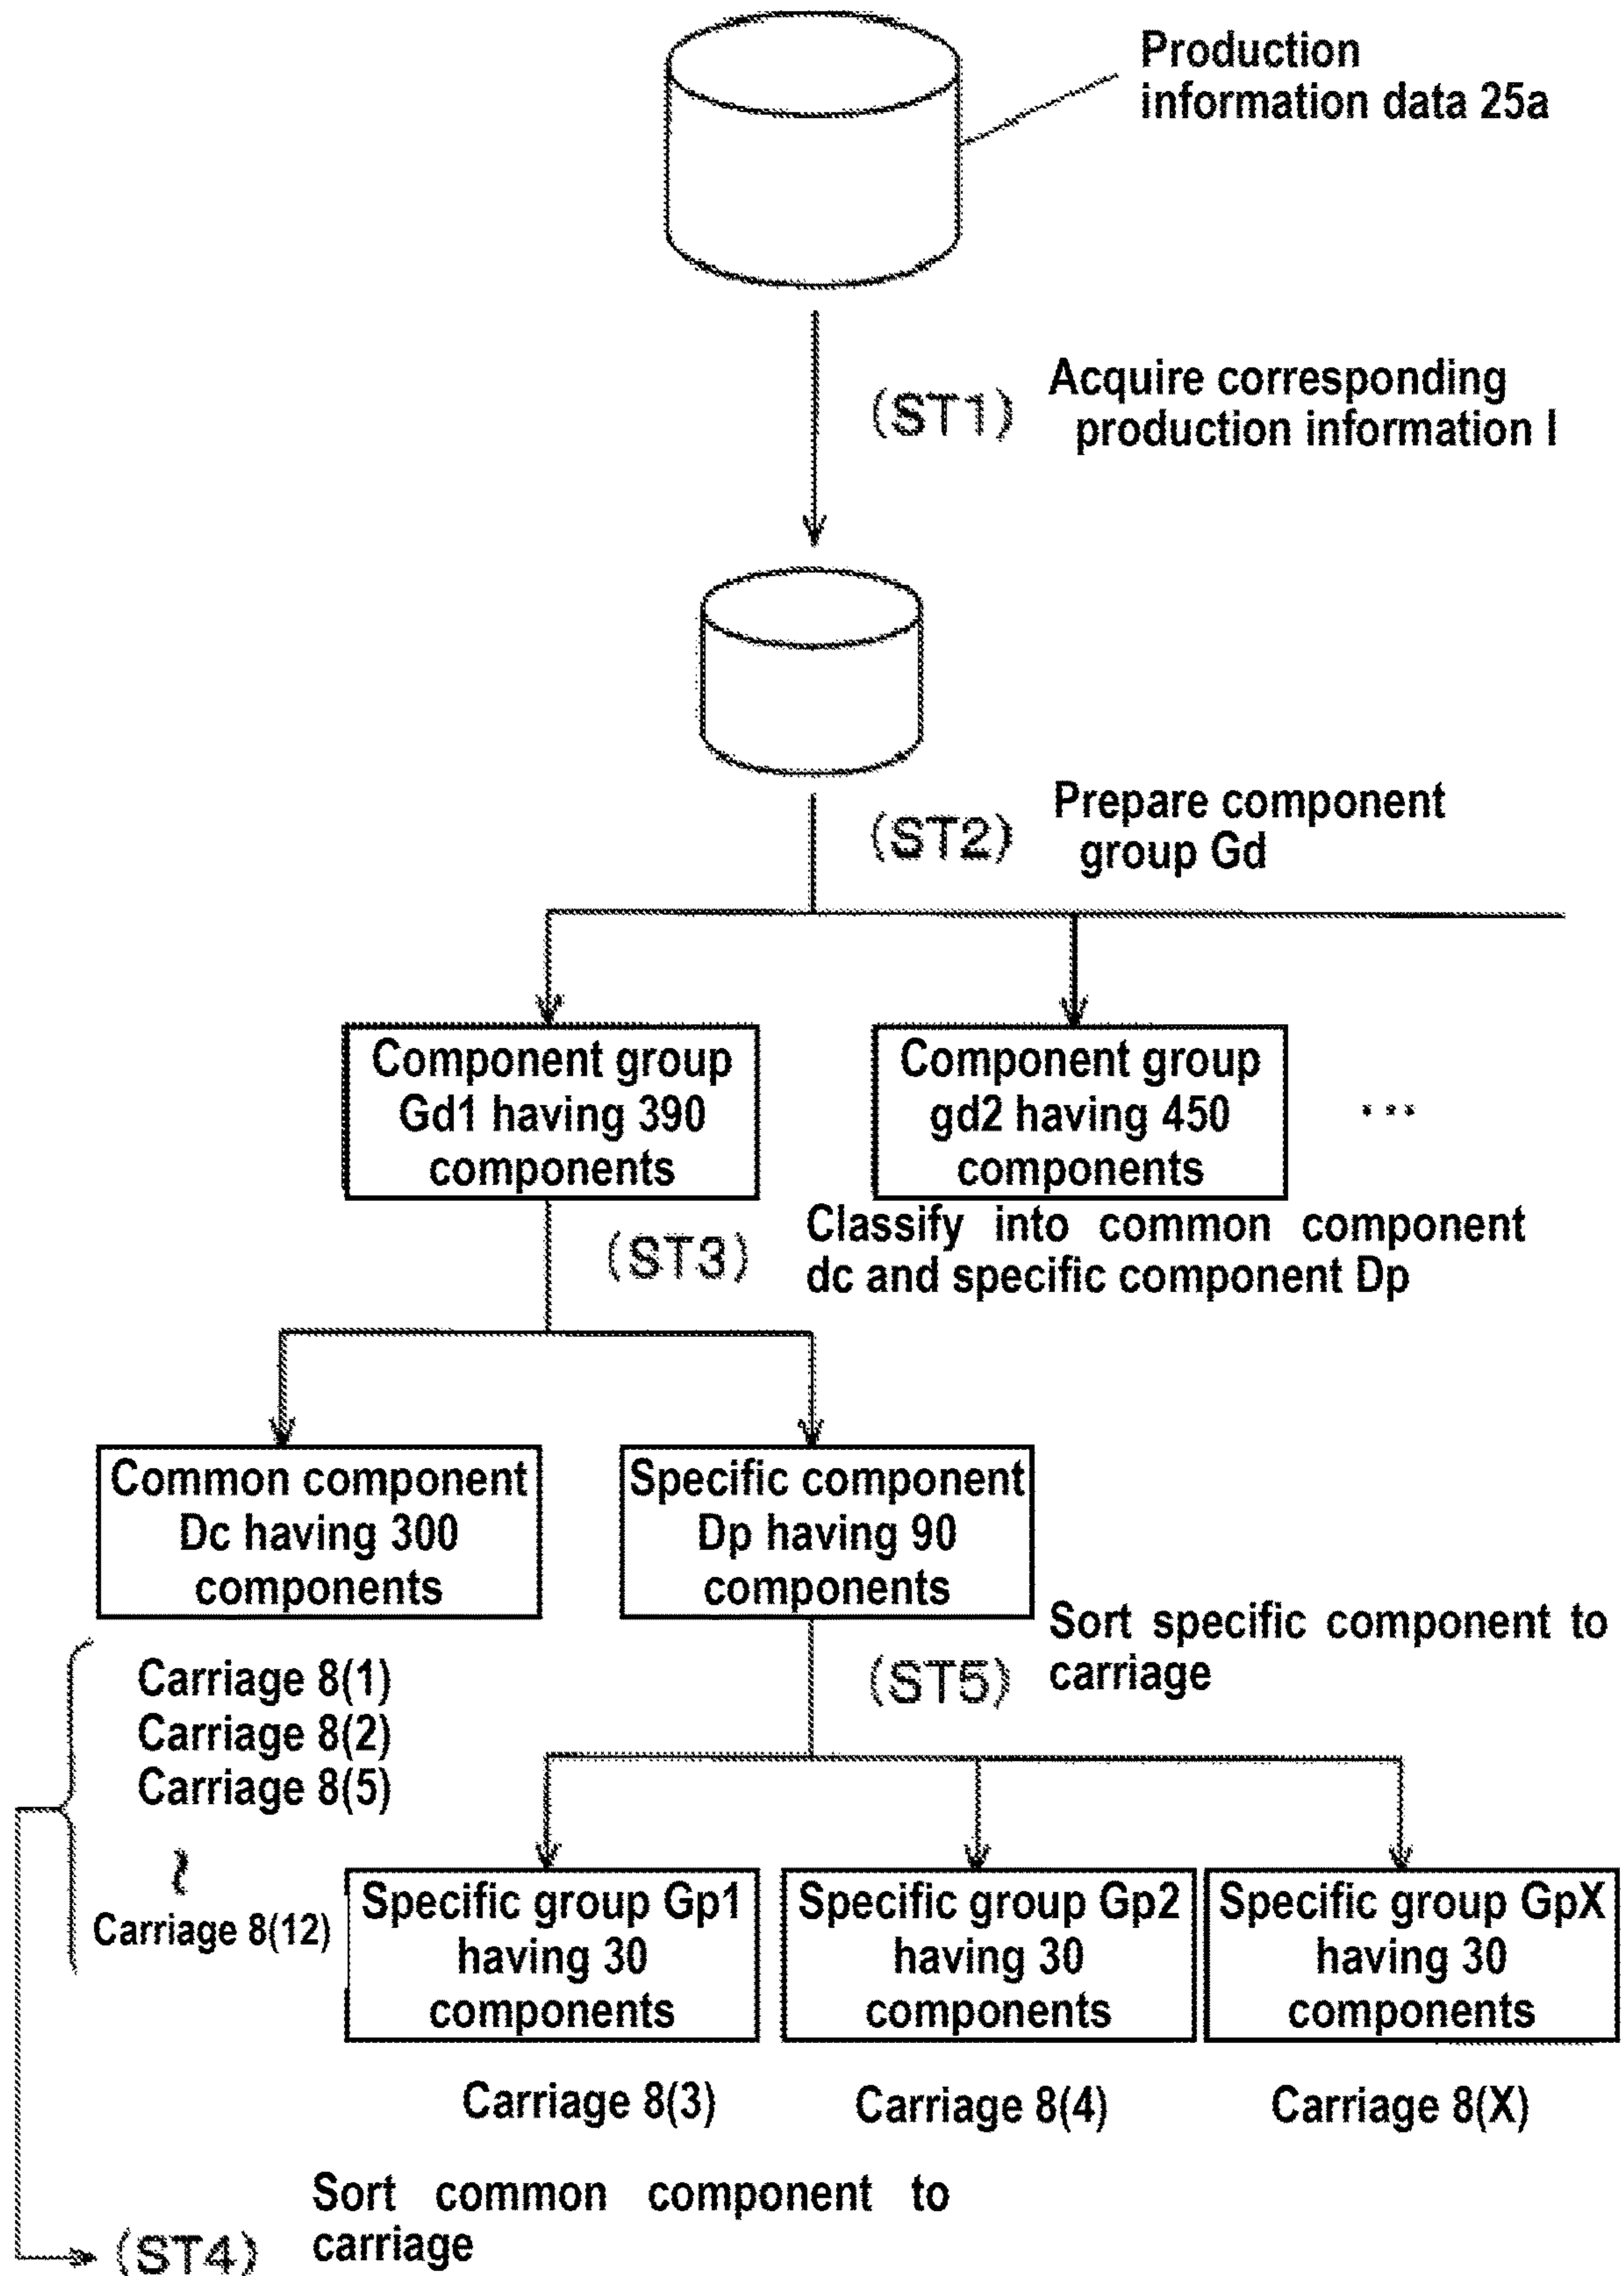 Production
information data 25a
(ST1)
Acquire corresponding
production information I
(ST2)
Prepare component
group Gd
Component group
Gd1 having 390
components
Component group
gd2 having 450
components
...
(ST3)
Classify into common component
dc and specific component Dp
Common component
Dc having 300
components
Specific component
Dp having 90
components
Carriage 8(1)
Carriage 8(2)
Carriage 8(5)
~
Carriage 8(12)
(ST5)
Sort specific component to
carriage
Specific group Gp1
having 30
components
Specific group Gp2
having 30
components
Specific group GpX
having 30
components
Carriage 8(3)
Carriage 8(4)
Carriage 8(X)
(ST4)
Sort common component to
carriage